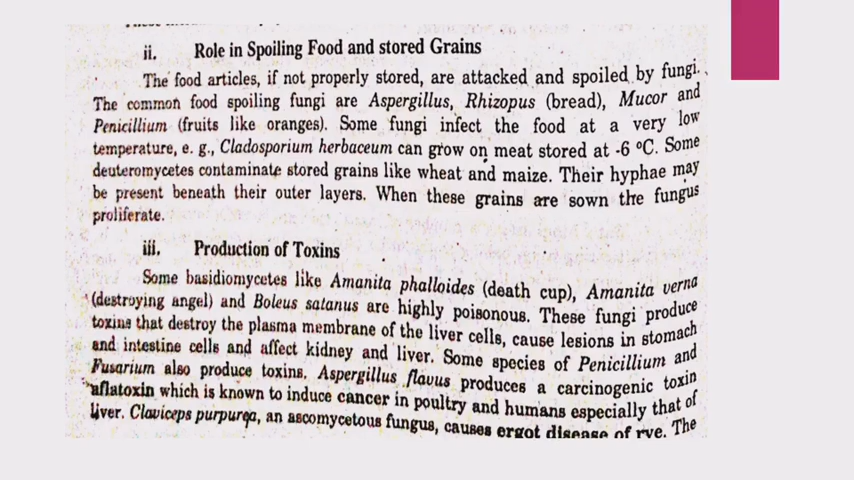 ii. Role in Spoiling Food and stored Grains
The food articles, if not properly stored, are attacked and spoiled by fungi.
The common food spoiling fungi are Aspergillus, Rhizopus (bread), Mucor and
Penicillium (fruits like oranges). Some fungi infect the food at a very low
temperature, e. g., Cladosporium herbaceum can grow on meat stored at -6 ºC. Some
deuteromycetes contaminate stored grains like wheat and maize. Their hyphae may
be present beneath their outer layers. When these grains are sown the fungus
proliferate.
iii. Production of Toxins
Some basidiomycetes like Amanita phalloides (death cup), Amanita verna
(destroying angel) and Boleus satanus are highly poisonous. These fungi produce
toxins that destroy the plasma membrane of the liver cells, cause lesions in stomach
and intestine cells and affect kidney and liver. Some species of Penicillium and
Fusarium also produce toxins. Aspergillus flavus produces a carcinogenic toxin
aflatoxin which is known to induce cancer in poultry and humans especially that of
liver. Claviceps purpurea, an ascomycetous fungus, causes ergot disease of rye. The